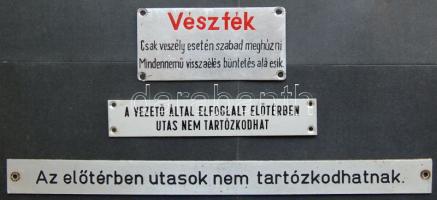 Vészfék
Csak veszély esetén szabad meghúzni
Mindennemű visszaélés büntetés alá esik.
A VEZETŐ ÁLTAL ELFOGLALT ELŐTÉRBEN
UTAS NEM TARTÓZKODHAT
Az előtérben utasok nem tartózkodhatnak.